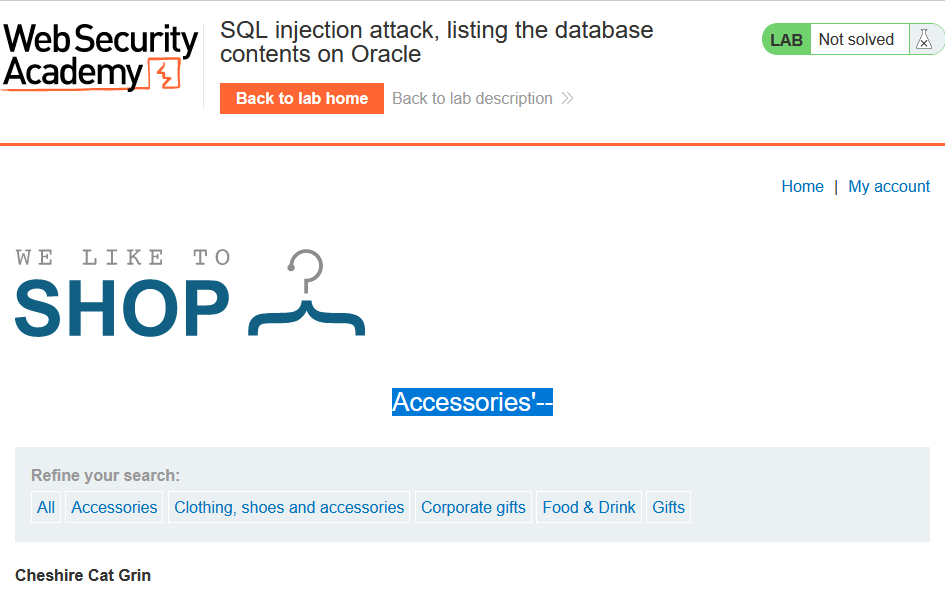 Web Security
Academy
SQL injection attack, listing the database
contents on Oracle
Back to lab home
Back to lab description
LAB
Not solved
Home | My account
WE LIKE TO
SHOP
Accessories'--
Refine your search:
All
Accessories
Clothing, shoes and accessories
Corporate gifts
Food & Drink
Gifts
Cheshire Cat Grin